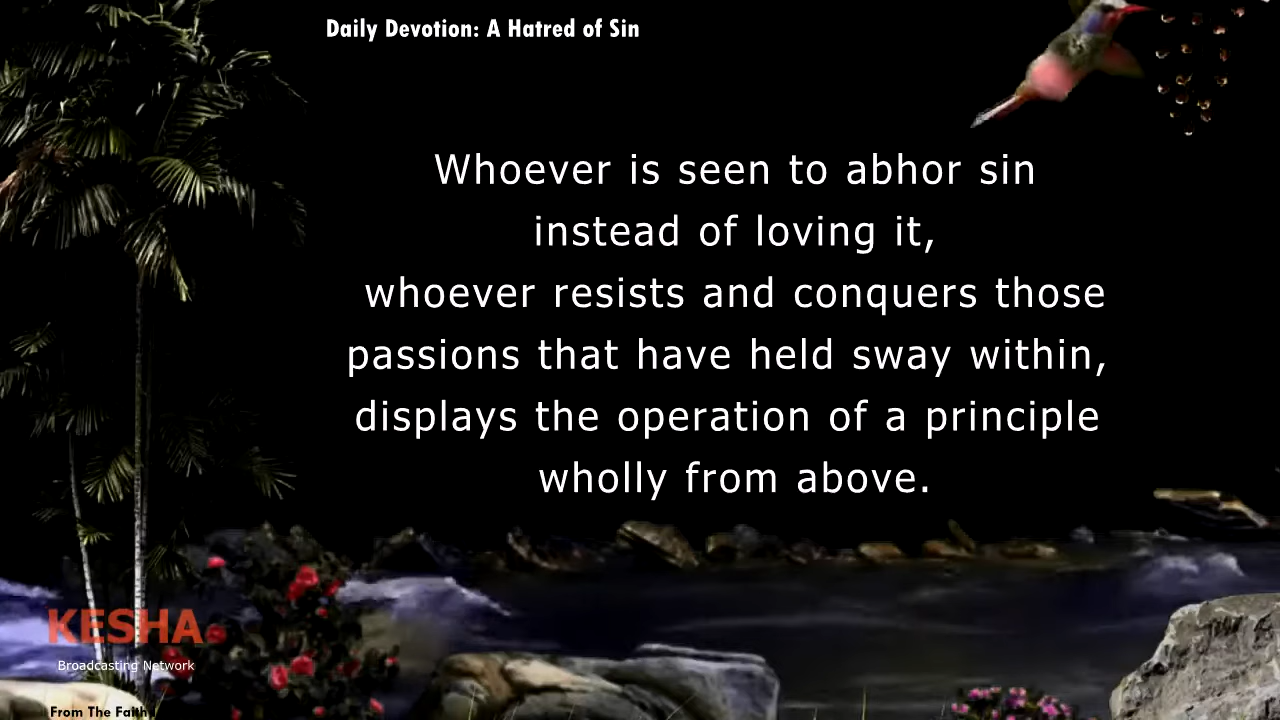 Daily Devotion: A Hatred of Sin
Whoever is seen to abhor sin
instead of loving it,
whoever resists and conquers those
passions that have held sway within,
displays the operation of a principle
wholly from above.
KESHA
Broadcasting Network
From The Faith